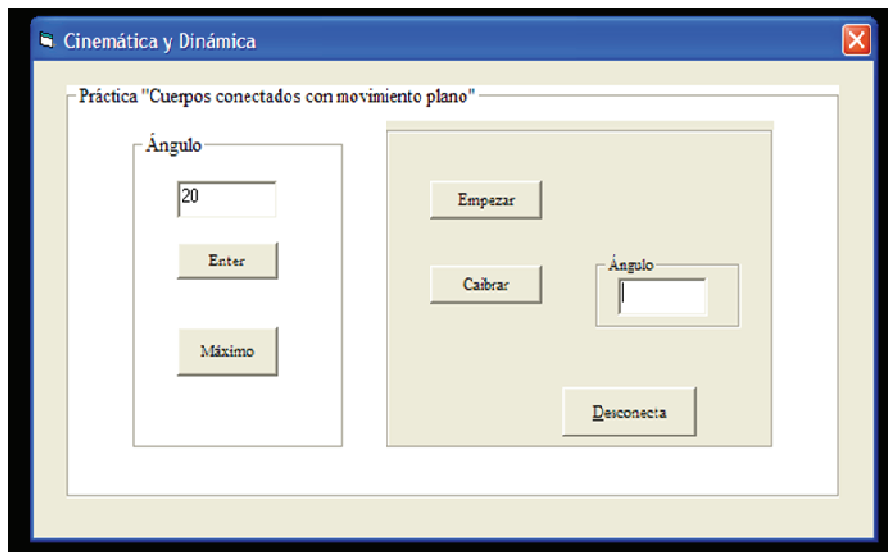 Cinemática y Dinámica
Práctica "Cuerpos conectados con movimiento plano"
Ángulo
20
Enter
Máximo
Empezar
Caibrar
Ángulo
Desconecta